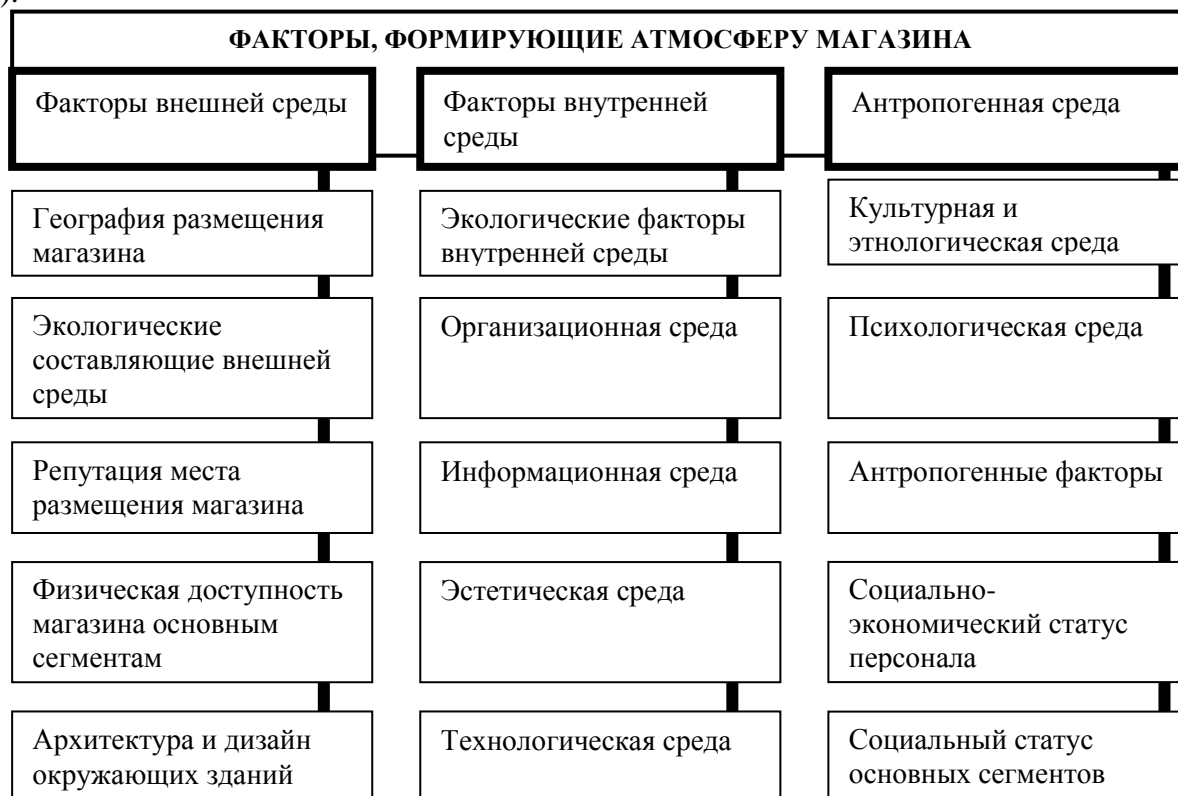 ).
ФАКТОРЫ, ФОРМИРУЮЩИЕ АТМОСФЕРУ МАГАЗИНА
Факторы внешней среды
Факторы внутренней
среды
Антропогенная среда
География размещения
магазина
Экологические факторы
внутренней среды
Культурная и
этнологическая среда
Экологические
составляющие внешней
среды
Организационная среда
Психологическая среда
Репутация места
размещения магазина
Информационная среда
Антропогенные факторы
Физическая доступность
магазина основным
сегментам
Эстетическая среда
Социально-
экономический статус
персонала
Архитектура и дизайн
окружающих зданий
Технологическая среда
Социальный статус
основных сегментов